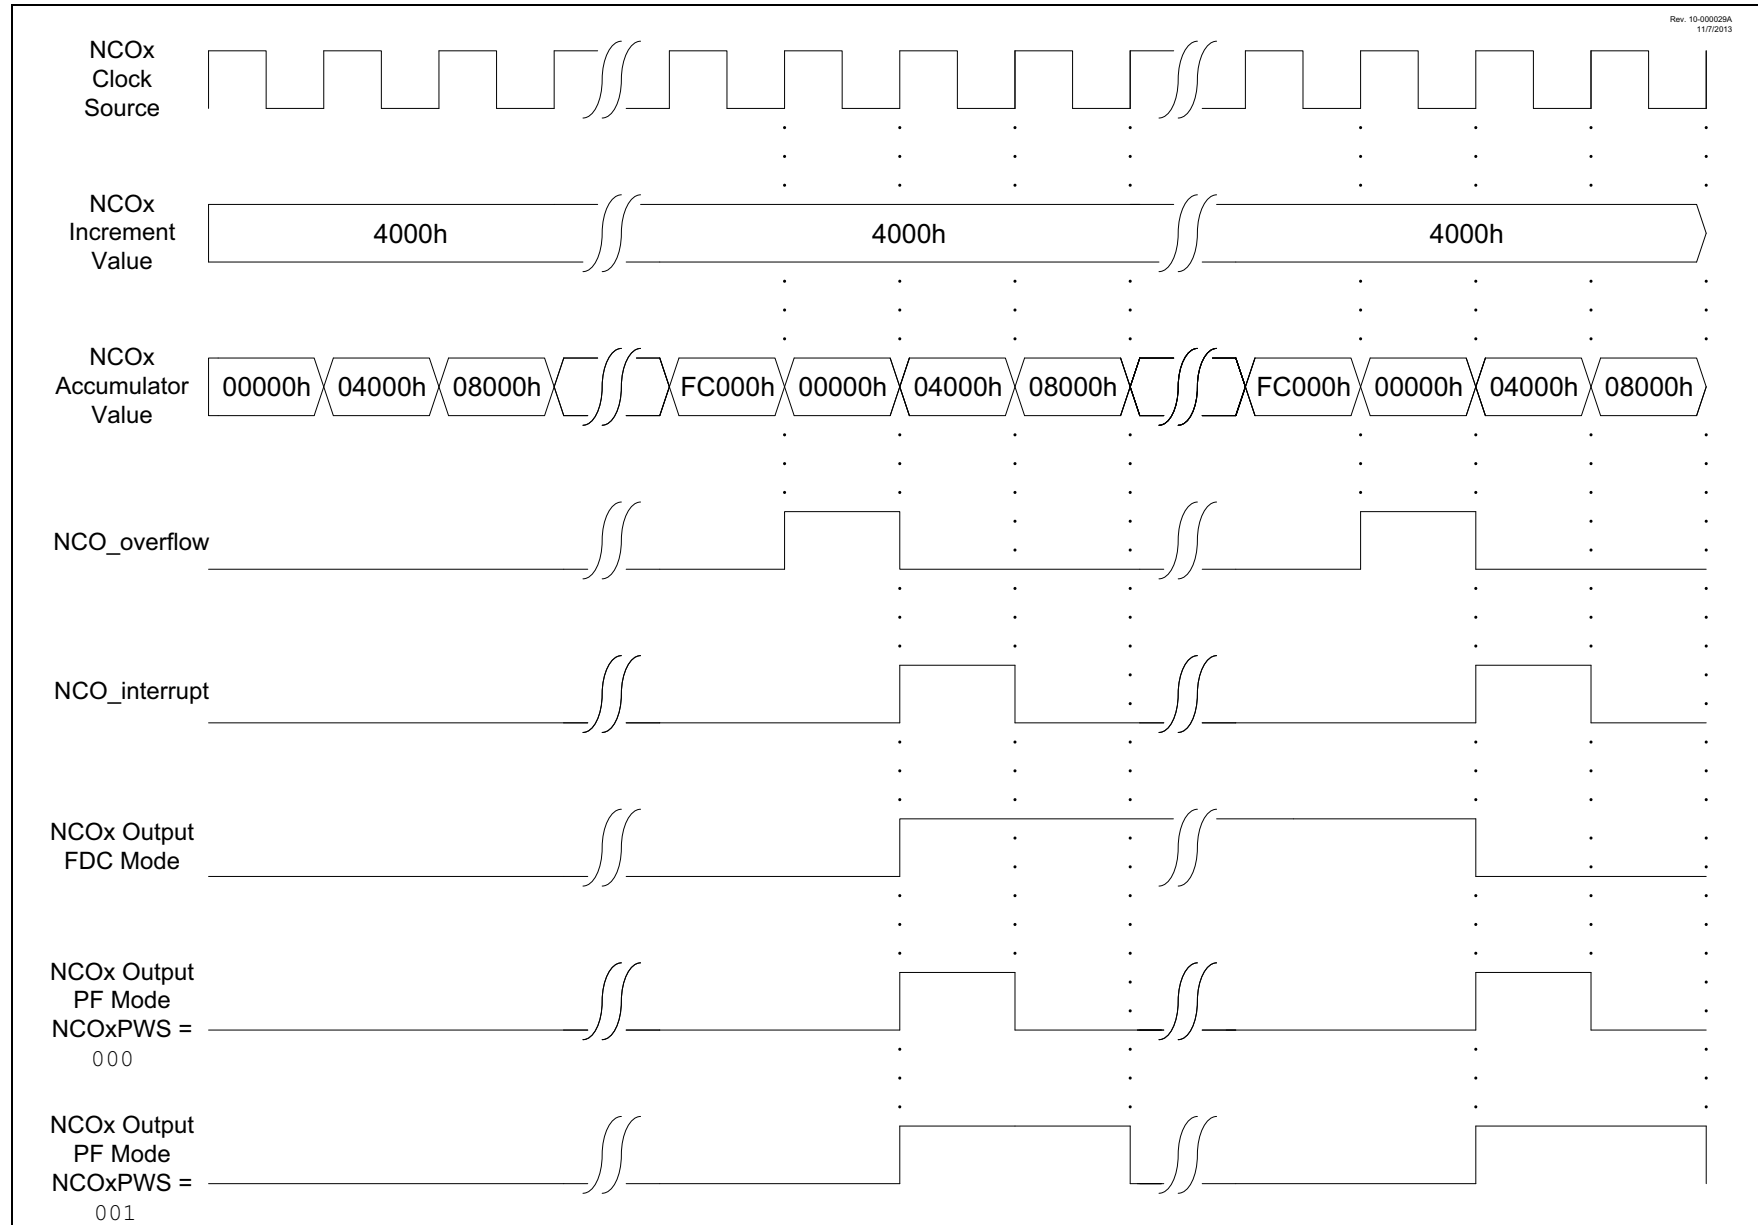 Rev. 10-000029A
11/7/2013
NCOx
Clock
Source
NCOx
Increment
Value
4000h
4000h
4000h
NCOx
Accumulator
Value
00000h 04000h 08000h FC000h 00000h 04000h 08000h FC000h 00000h 04000h 08000h
NCO_overflow
NCO_interrupt
NCOx Output
FDC Mode
NCOx Output
PF Mode
NCOxPWS =
000
NCOx Output
PF Mode
NCOxPWS =
001